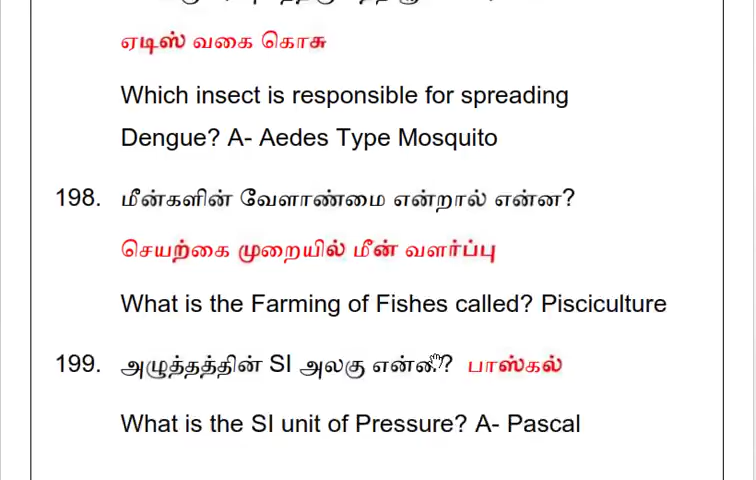 ஏடிஸ் வகை கொசு
Which insect is responsible for spreading
Dengue? A- Aedes Type Mosquito
198. மீன்களின் வேளாண்மை என்றால் என்ன?
செயற்கை முறையில் மீன் வளர்ப்பு
What is the Farming of Fishes called? Pisciculture
199. அழுத்தத்தின் SI அலகு என்ன? பாஸ்கல்
What is the SI unit of Pressure? A- Pascal